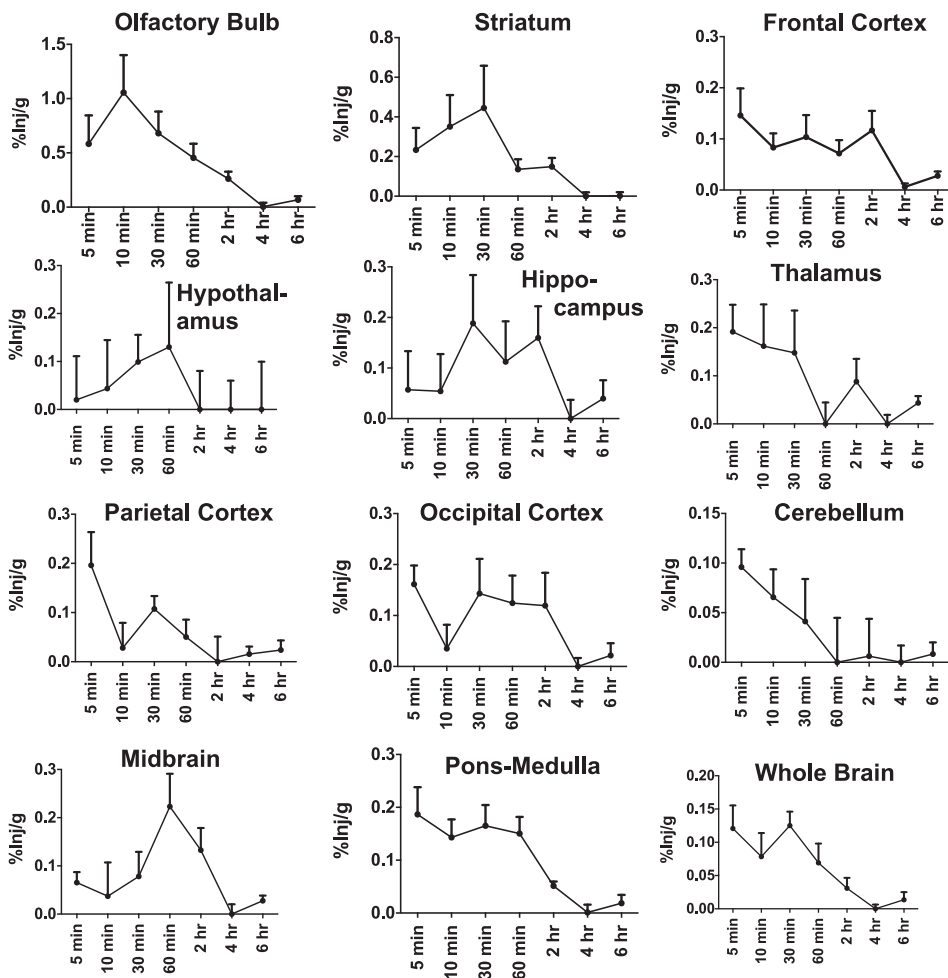 Olfactory Bulb
%Inj/g
1.5
1.0
0.5
0.0
5 min
10 min
30 min
60 min
2 hr
4 hr
6 hr
Striatum
%Inj/g
0.8
0.6
0.4
0.2
0.0
5 min
10 min
30 min
60 min
2 hr
4 hr
6 hr
Frontal Cortex
%Inj/g
0.3
0.2
0.1
0.0
5 min
10 min
30 min
60 min
2 hr
4 hr
6 hr
Hypothal-
amus
%Inj/g
0.3
0.2
0.1
0.0
5 min
10 min
30 min
60 min
2 hr
4 hr
6 hr
Hippo-
campus
%Inj/g
0.3
0.2
0.1
0.0
5 min
10 min
30 min
60 min
2 hr
4 hr
6 hr
Thalamus
%Inj/g
0.3
0.2
0.1
0.0
5 min
10 min
30 min
60 min
2 hr
4 hr
6 hr
Parietal Cortex
%Inj/g
0.3
0.2
0.1
0.0
5 min
10 min
30 min
60 min
2 hr
4 hr
6 hr
Occipital Cortex
%Inj/g
0.3
0.2
0.1
0.0
5 min
10 min
30 min
60 min
2 hr
4 hr
6 hr
Cerebellum
%Inj/g
0.15
0.10
0.05
0.00
5 min
10 min
30 min
60 min
2 hr
4 hr
6 hr
Midbrain
%Inj/g
0.3
0.2
0.1
0.0
5 min
10 min
30 min
60 min
2 hr
4 hr
6 hr
Pons-Medulla
%Inj/g
0.3
0.2
0.1
0.0
5 min
10 min
30 min
60 min
2 hr
4 hr
6 hr
Whole Brain
%Inj/g
0.20
0.15
0.10
0.05
0.00
5 min
10 min
30 min
60 min
2 hr
4 hr
6 hr